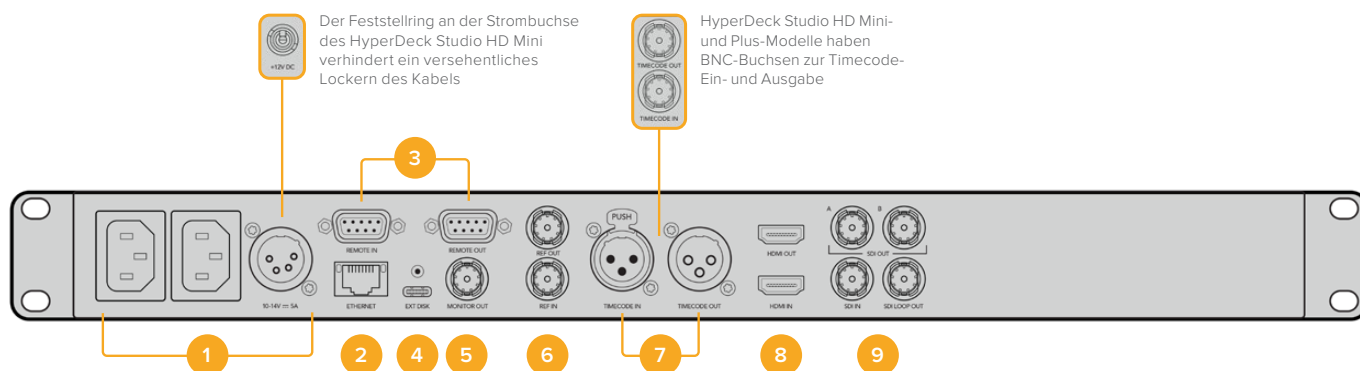 Der Feststellring an der Strombuchse
des HyperDeck Studio HD Mini
verhindert ein versehentliches
Lockern des Kabels
+12V DC
HyperDeck Studio HD Mini-
und Plus-Modelle haben
BNC-Buchsen zur Timecode-
Ein- und Ausgabe
TIMECODE OUT
TIMECODE IN
3
PUSH
A
B
REMOTE IN
REMOTE OUT
REF OUT
HDMI OUT
SDI OUT
10-14V ⎓ 5A
ETHERNET
EXT DISK
MONITOR OUT
REF IN
TIMECODE IN
TIMECODE OUT
HDMI IN
SDI IN
SDI LOOP OUT
1
2
4
5
6
7
8
9